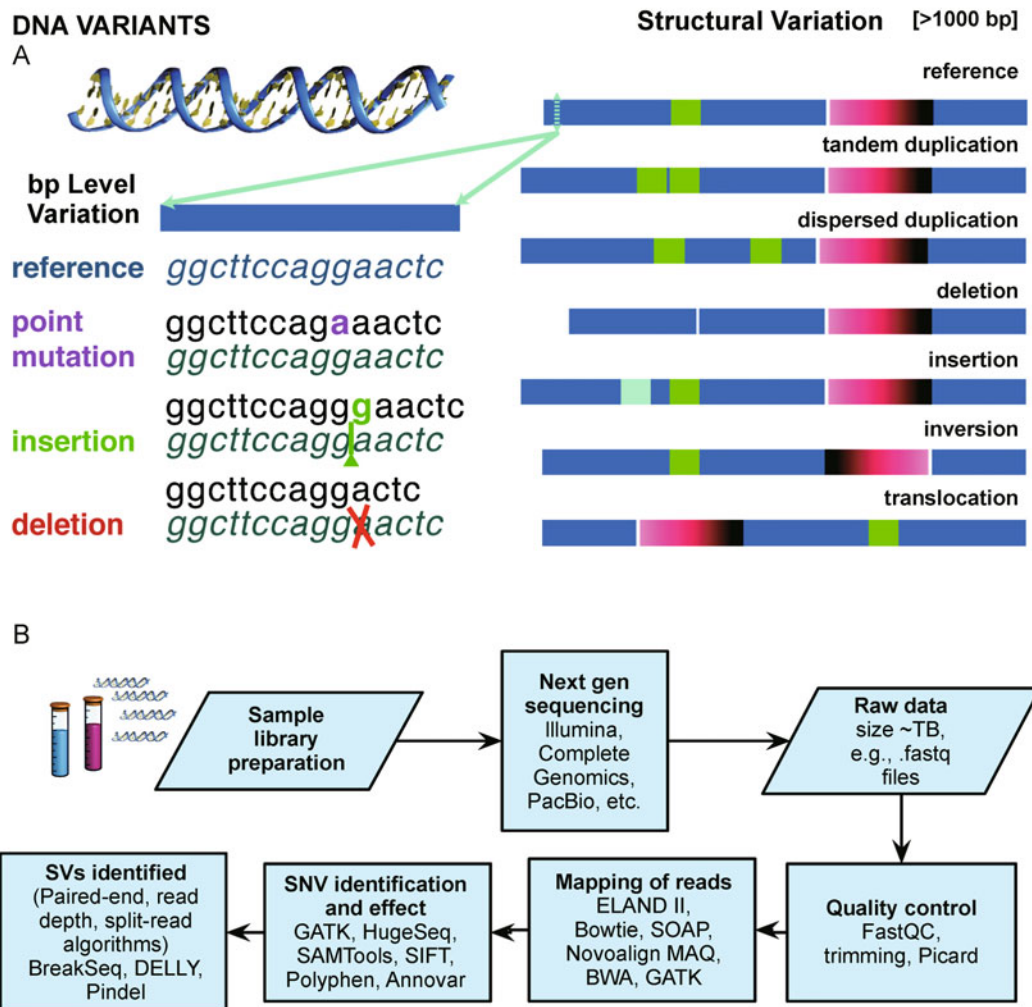 DNA VARIANTS
Structural Variation [>1000 bp]
A
reference
tandem duplication
dispersed duplication
deletion
insertion
inversion
translocation
bp Level
Variation
reference ggcttccaggaactc
point ggcttccagaaactc
mutation ggcttccaggaactc
ggcttccagggaactc
insertion ggcttccaggaactc
ggcttccaggactc
deletion ggcttccaggaactc
B
Sample
library
preparation
Next gen
sequencing
Illumina,
Complete
Genomics,
PacBio, etc.
Raw data
size ~TB,
e.g., .fastq
files
Quality control
FastQC,
trimming, Picard
Mapping of reads
ELAND II,
Bowtie, SOAP,
Novoalign MAQ,
BWA, GATK
SNV identification
and effect
GATK, HugeSeq,
SAMTools, SIFT,
Polyphen, Annovar
SVs identified
(Paired-end, read
depth, split-read
algorithms)
BreakSeq, DELLY,
Pindel